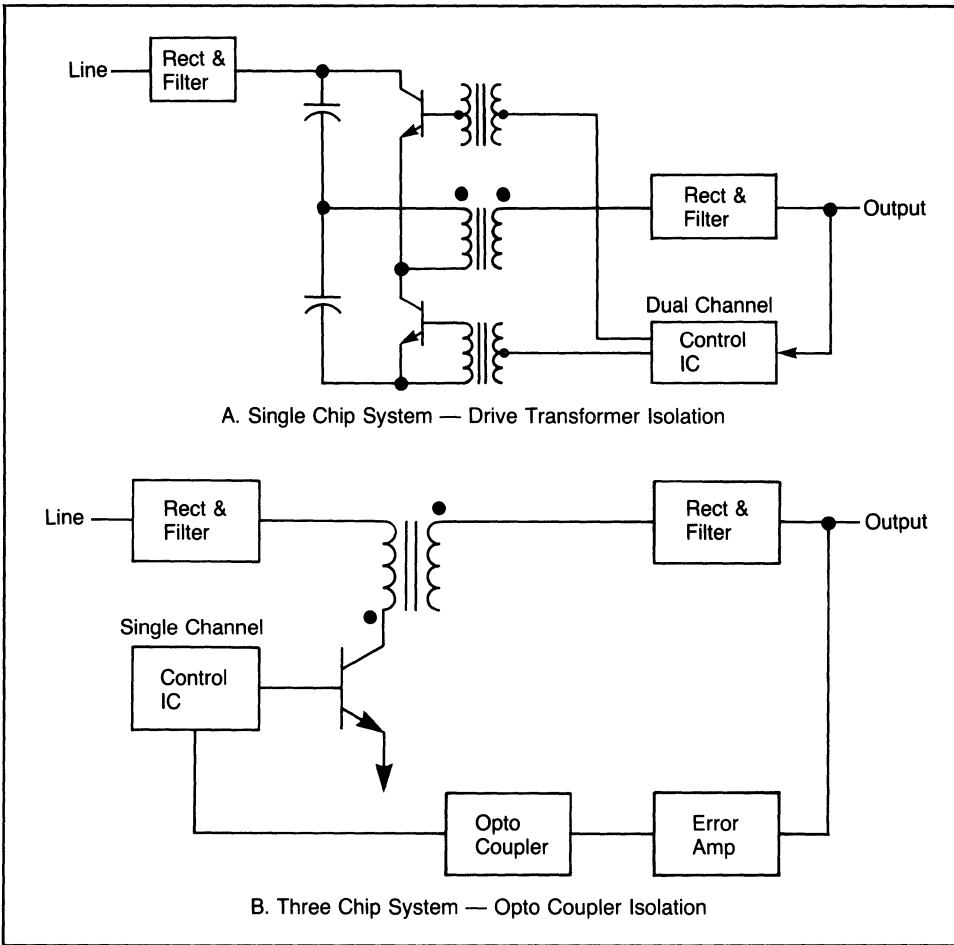 Line
Rect &
Filter
Rect &
Filter
Output
Dual Channel
Control
IC
A. Single Chip System — Drive Transformer Isolation
Line
Rect &
Filter
Rect &
Filter
Output
Single Channel
Control
IC
Opto
Coupler
Error
Amp
B. Three Chip System — Opto Coupler Isolation